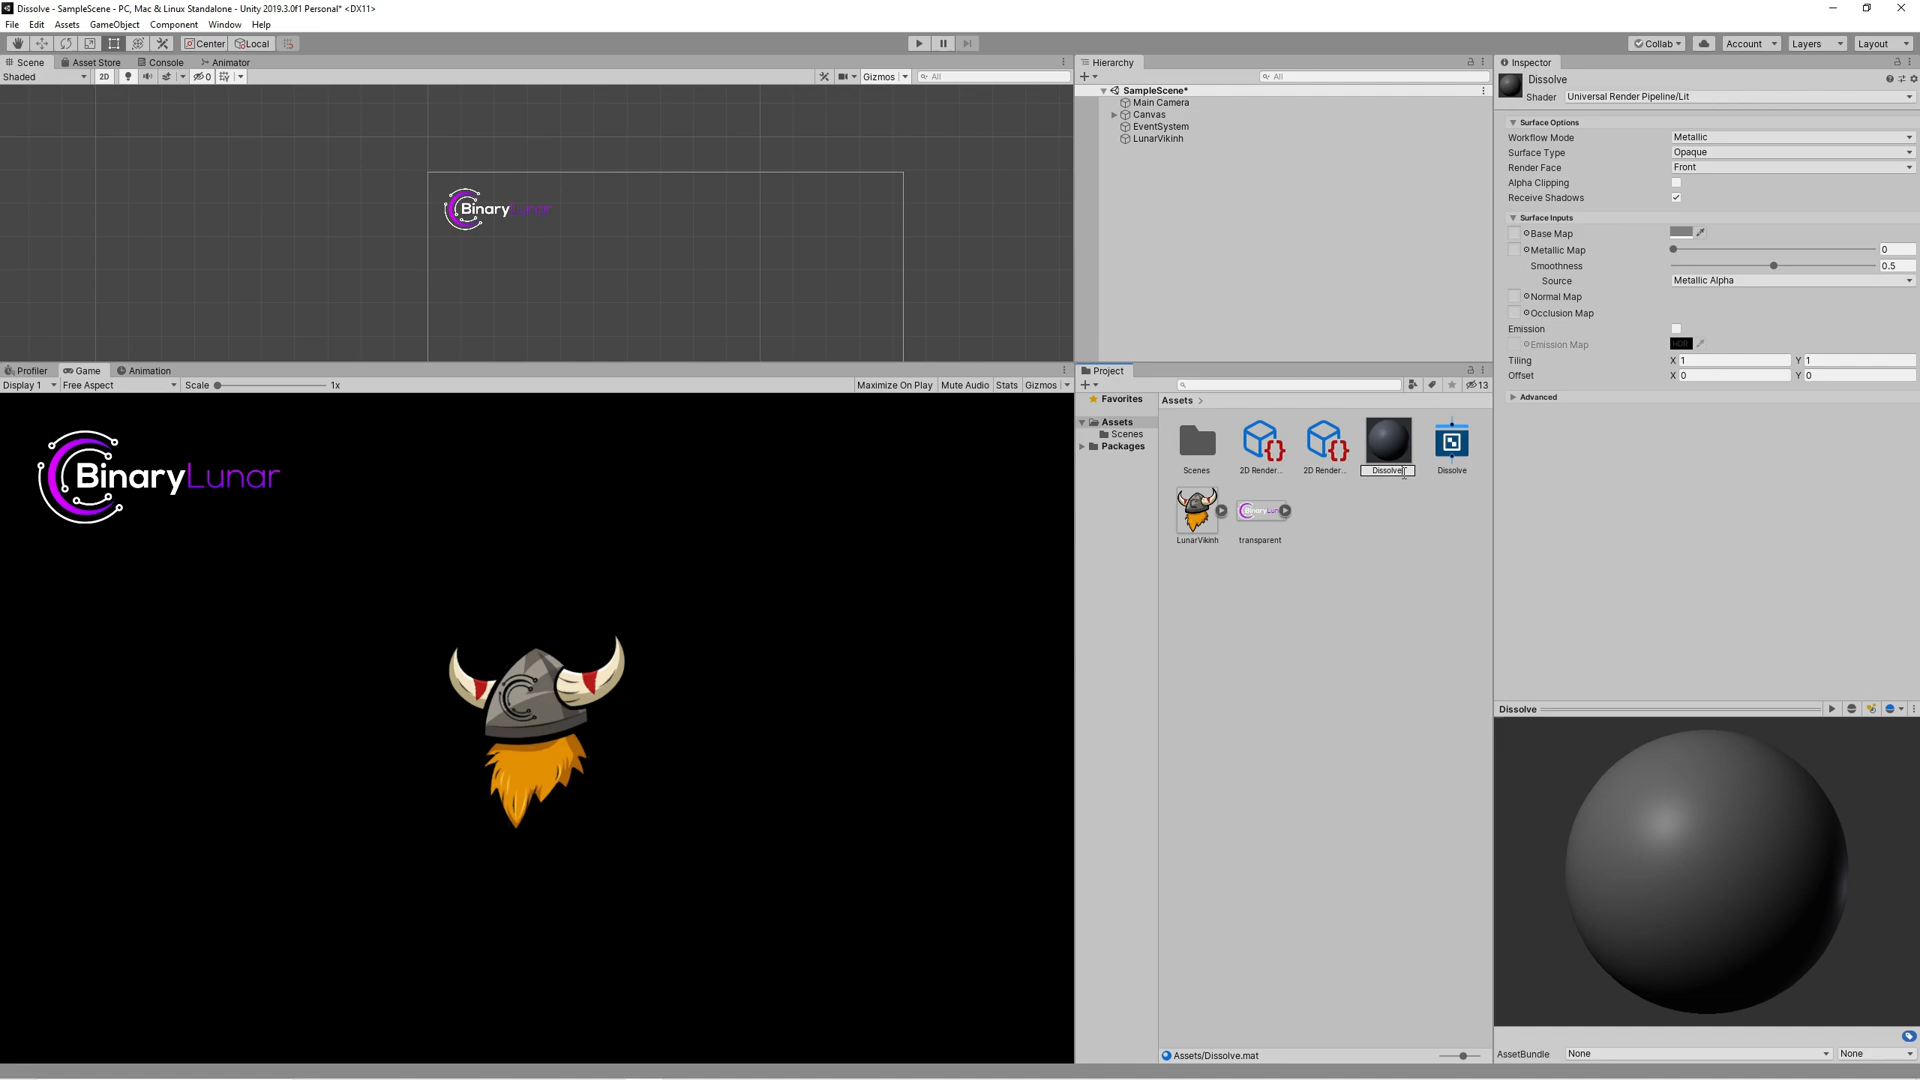 Dissolve - SampleScene - PC, Mac & Linux Standalone - Unity 2019.3.0f1 Personal* <DX11>
File Edit Assets GameObject Component Window Help
Center Local Collab Account Layers Layout
Scene Asset Store Console Animator
Shaded 2D 0 Gizmos All
BinaryLunar
Profiler Game Animation
Display 1 Free Aspect Scale 1x Maximize On Play Mute Audio Stats Gizmos
BinaryLunar
Hierarchy
All
SampleScene*
Main Camera
Canvas
EventSystem
LunarVikinh
Project
13
Favorites
Assets
Scenes
Packages
Assets
Scenes 2D Render... 2D Render... Dissolve Dissolve
LunarVikinh transparent
Assets/Dissolve.mat
Inspector
Dissolve
Shader Universal Render Pipeline/Lit
Surface Options
Workflow Mode Metallic
Surface Type Opaque
Render Face Front
Alpha Clipping
Receive Shadows
Surface Inputs
Base Map
Metallic Map 0
Smoothness 0.5
Source Metallic Alpha
Normal Map
Occlusion Map
Emission
Emission Map HDR
Tiling X 1 Y 1
Offset X 0 Y 0
Advanced
Dissolve
AssetBundle None None